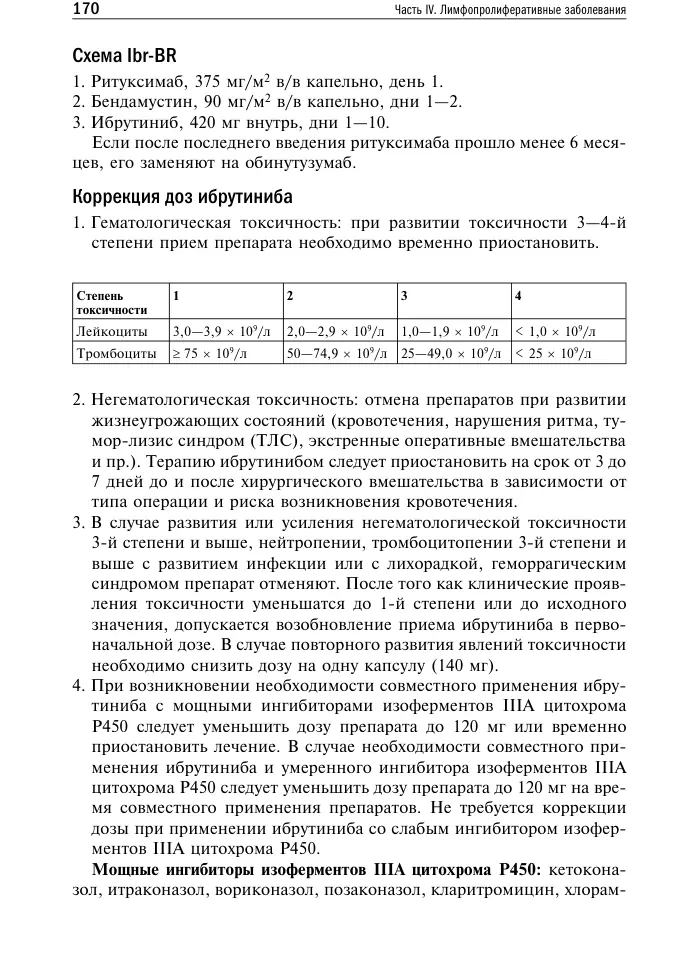 170
Часть IV. Лимфопролиферативные заболевания
Схема Ibr-BR
1. Ритуксимаб, 375 мг/м² в/в капельно, день 1.
2. Бендамустин, 90 мг/м² в/в капельно, дни 1—2.
3. Ибрутиниб, 420 мг внутрь, дни 1—10.
Если после последнего введения ритуксимаба прошло менее 6 меся-
цев, его заменяют на обинутузумаб.
Коррекция доз ибрутиниба
1. Гематологическая токсичность: при развитии токсичности 3—4-й
степени прием препарата необходимо временно приостановить.
Степень токсичности 1 2 3 4
Лейкоциты 3,0—3,9 × 10⁹/л 2,0—2,9 × 10⁹/л 1,0—1,9 × 10⁹/л < 1,0 × 10⁹/л
Тромбоциты ≥ 75 × 10⁹/л 50—74,9 × 10⁹/л 25—49,0 × 10⁹/л < 25 × 10⁹/л
2. Негематологическая токсичность: отмена препаратов при развитии
жизнеугрожающих состояний (кровотечения, нарушения ритма, ту-
мор-лизис синдром (ТЛС), экстренные оперативные вмешательства
и пр.). Терапию ибрутинибом следует приостановить на срок от 3 до
7 дней до и после хирургического вмешательства в зависимости от
типа операции и риска возникновения кровотечения.
3. В случае развития или усиления негематологической токсичности
3-й степени и выше, нейтропении, тромбоцитопении 3-й степени и
выше с развитием инфекции или с лихорадкой, геморрагическим
синдромом препарат отменяют. После того как клинические прояв-
ления токсичности уменьшатся до 1-й степени или до исходного
значения, допускается возобновление приема ибрутиниба в перво-
начальной дозе. В случае повторного развития явлений токсичности
необходимо снизить дозу на одну капсулу (140 мг).
4. При возникновении необходимости совместного применения ибру-
тиниба с мощными ингибиторами изоферментов IIIA цитохрома
P450 следует уменьшить дозу препарата до 120 мг или временно
приостановить лечение. В случае необходимости совместного при-
менения ибрутиниба и умеренного ингибитора изоферментов IIIA
цитохрома P450 следует уменьшить дозу препарата до 120 мг на вре-
мя совместного применения препаратов. Не требуется коррекции
дозы при применении ибрутиниба со слабым ингибитором изофер-
ментов IIIA цитохрома P450.
Мощные ингибиторы изоферментов IIIA цитохрома P450: кетокона-
зол, итраконазол, вориконазол, позаконазол, кларитромицин, хлорам-